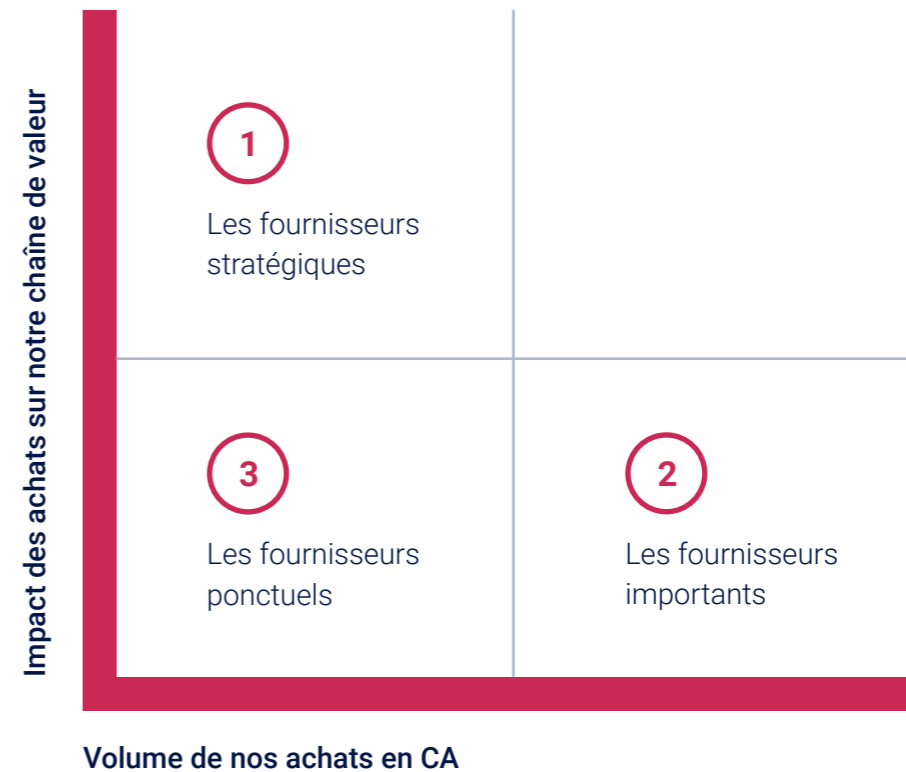 Impact des achats sur notre chaîne de valeur
1
Les fournisseurs
stratégiques
3
Les fournisseurs
ponctuels
2
Les fournisseurs
importants
Volume de nos achats en CA